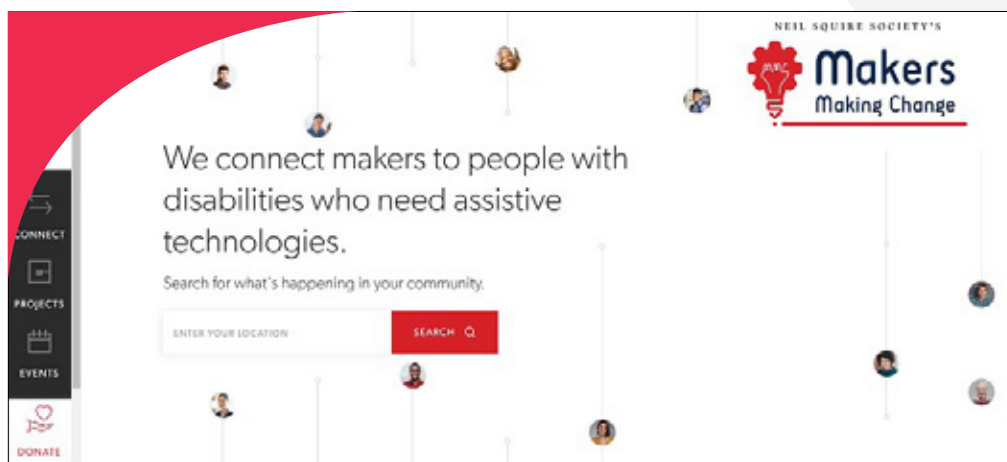 NEIL SQUIRE SOCIETY'S
Makers
Making Change
We connect makers to people with
disabilities who need assistive
technologies.
Search for what's happening in your community.
ENTER YOUR LOCATION
SEARCH
CONNECT
PROJECTS
EVENTS
DONATE